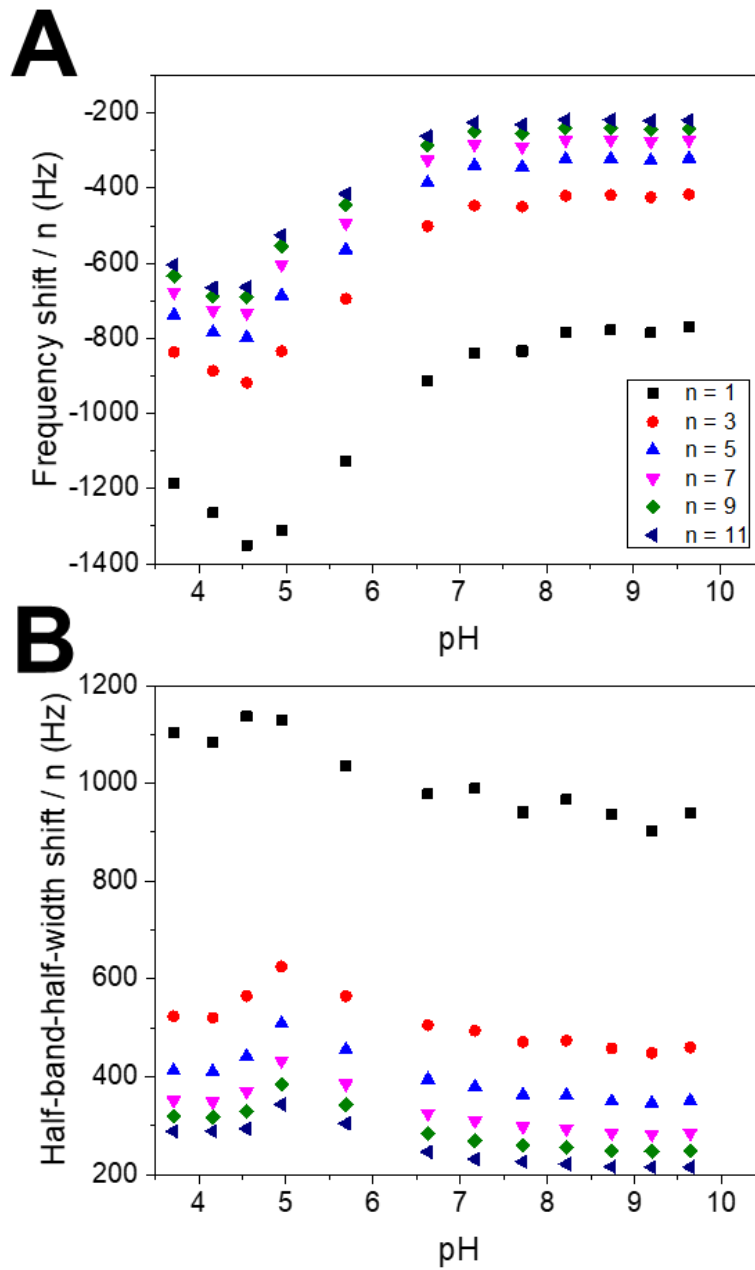 A
Frequency shift / n (Hz)
-200
-400
-600
-800
-1000
-1200
-1400
n = 1
n = 3
n = 5
n = 7
n = 9
n = 11
4 5 6 7 8 9 10
pH
B
Half-band-half-width shift / n (Hz)
1200
1000
800
600
400
200
4 5 6 7 8 9 10
pH